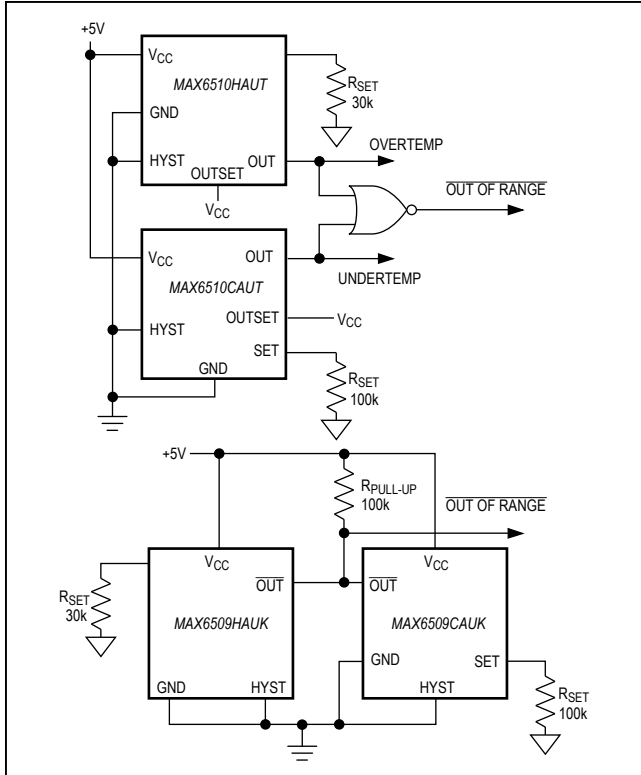 +5V
VCC
MAX6510HAUT
RSET
30k
GND
OVERTEMP
HYST
OUT
OUTSET
OUT OF RANGE
VCC
VCC
OUT
UNDERTEMP
MAX6510CAUT
OUTSET
VCC
HYST
SET
GND
RSET
100k
+5V
RPULL-UP
100k
OUT OF RANGE
VCC
VCC
RSET
30k
OUT
OUT
MAX6509HAUK
MAX6509CAUK
GND
SET
GND
HYST
HYST
RSET
100k